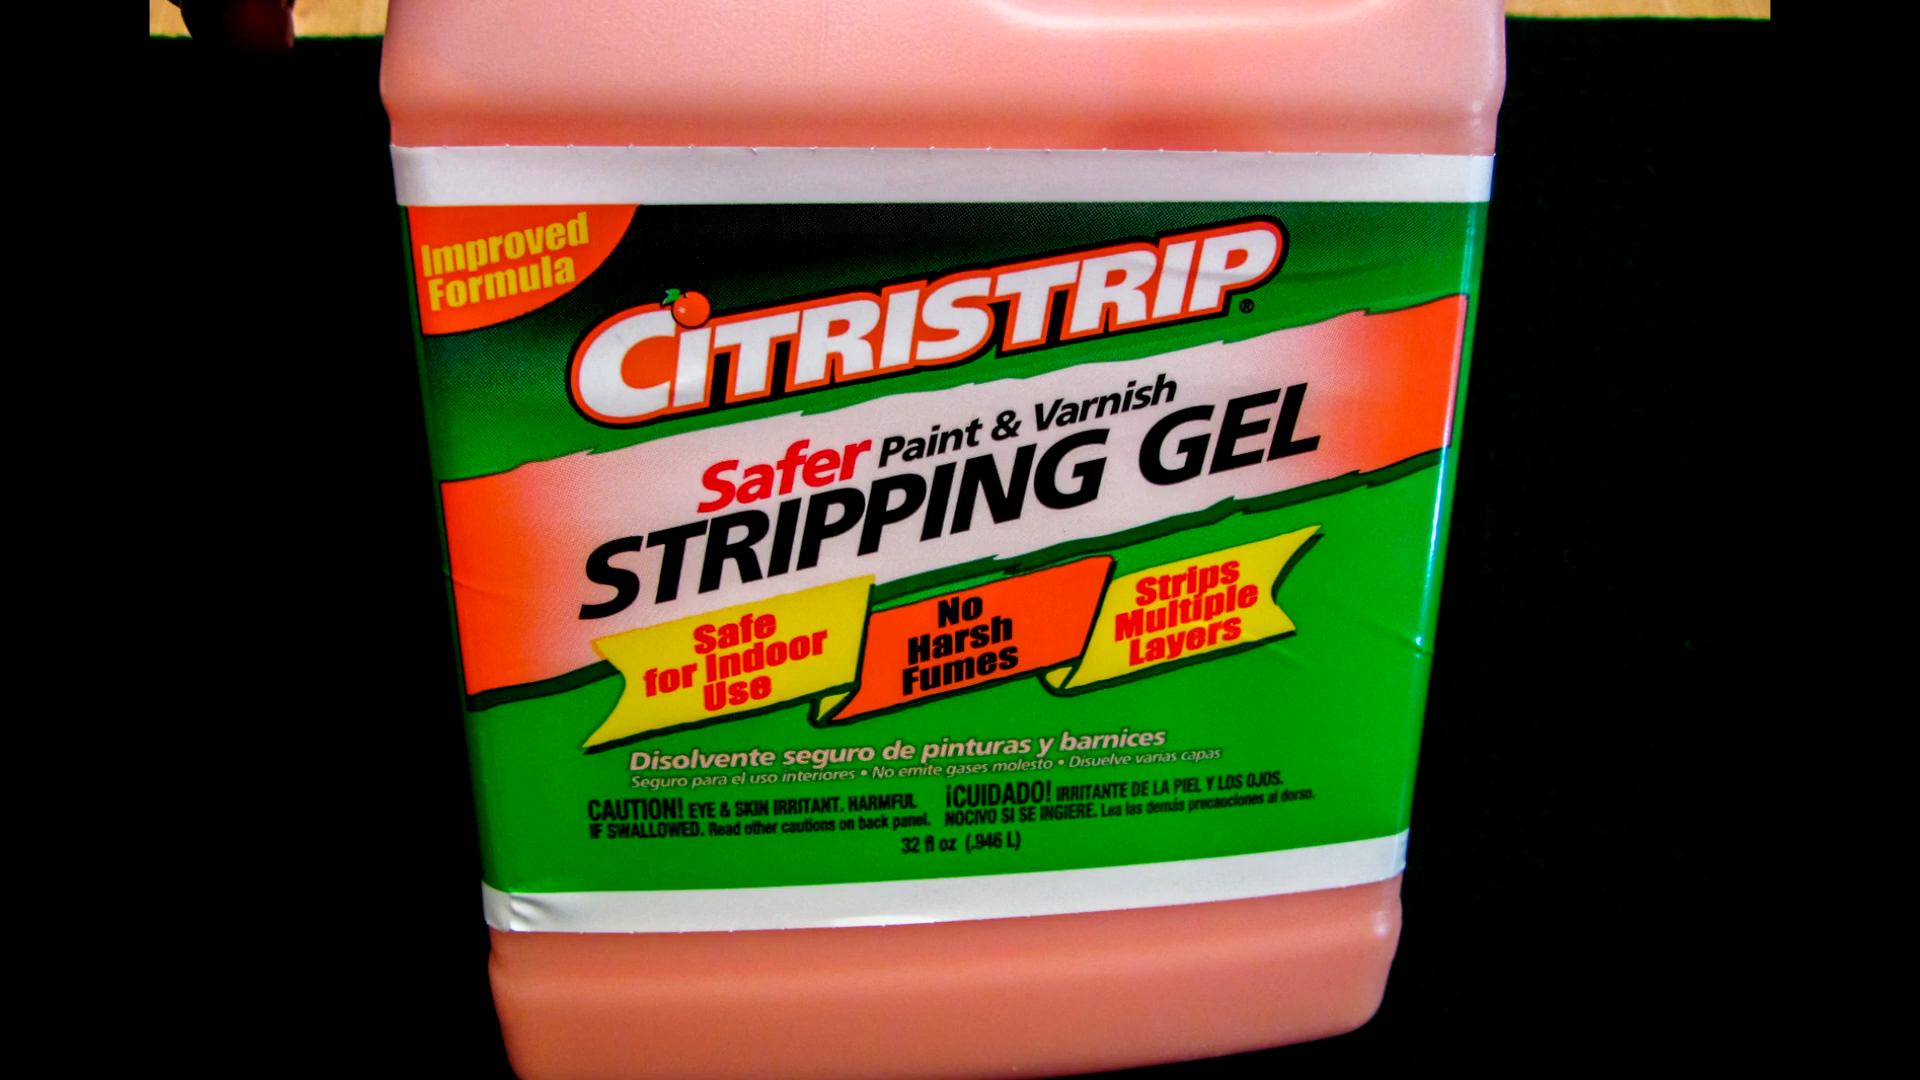 Improved
Formula
CITRISTRIP®
Safer Paint & Varnish
STRIPPING GEL
Safe
for Indoor
Use
No
Harsh
Fumes
Strips
Multiple
Layers
Disolvente seguro de pinturas y barnices
Seguro para el uso interiores • No emite gases molesto • Disuelve varias capas
CAUTION! EYE & SKIN IRRITANT. HARMFUL
IF SWALLOWED. Read other cautions on back panel.
¡CUIDADO! IRRITANTE DE LA PIEL Y LOS OJOS.
NOCIVO SI SE INGIERE. Lea las demás precauciones al dorso.
32 fl oz (.946 L)